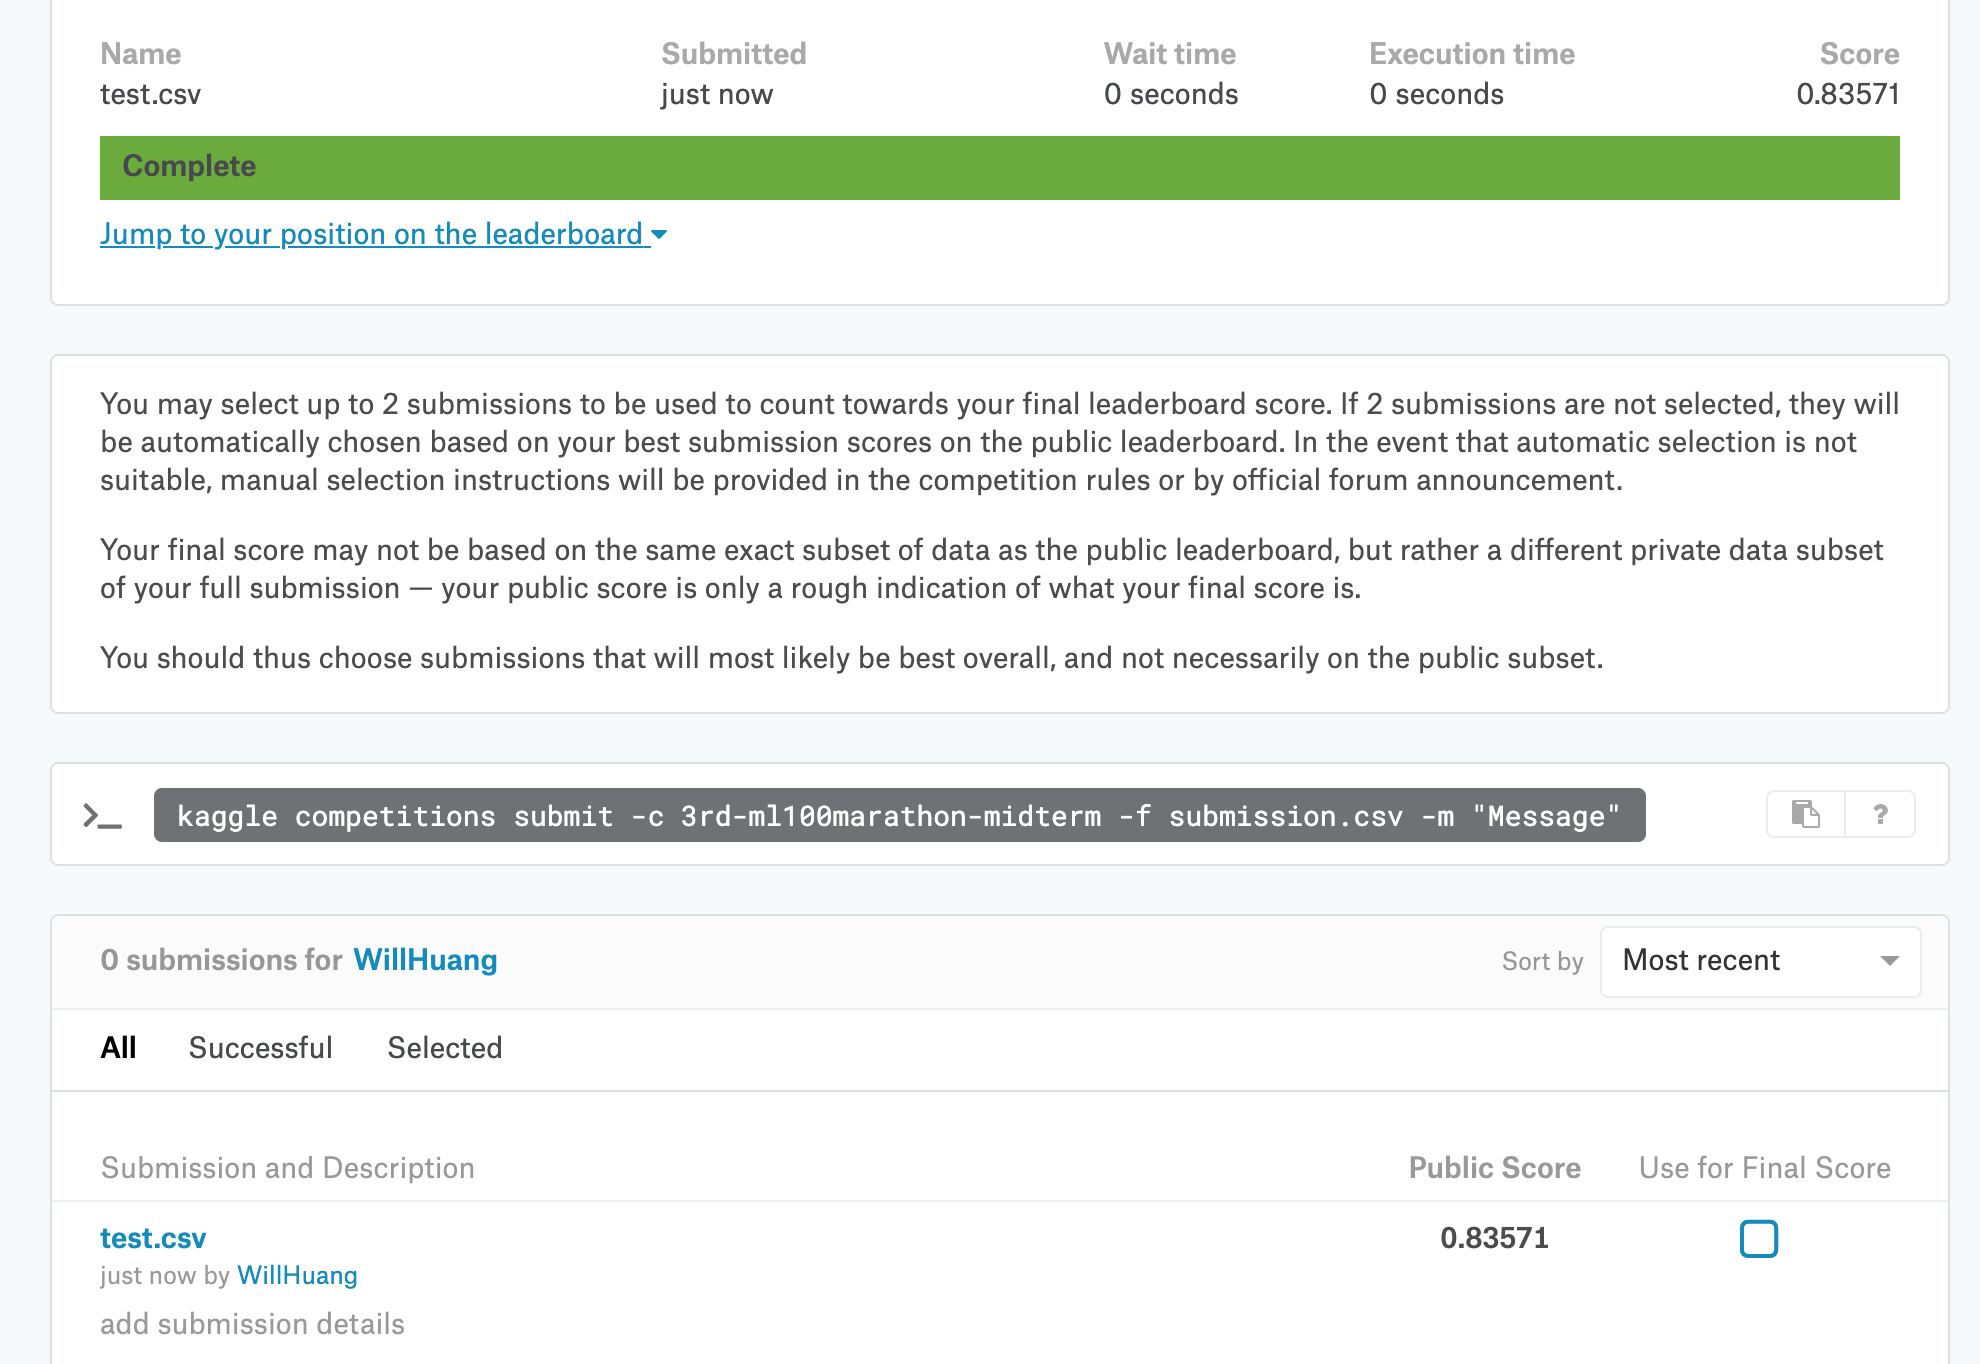 Name Submitted Wait time Execution time Score
test.csv just now 0 seconds 0 seconds 0.83571
Complete
Jump to your position on the leaderboard
You may select up to 2 submissions to be used to count towards your final leaderboard score. If 2 submissions are not selected, they will
be automatically chosen based on your best submission scores on the public leaderboard. In the event that automatic selection is not
suitable, manual selection instructions will be provided in the competition rules or by official forum announcement.
Your final score may not be based on the same exact subset of data as the public leaderboard, but rather a different private data subset
of your full submission — your public score is only a rough indication of what your final score is.
You should thus choose submissions that will most likely be best overall, and not necessarily on the public subset.
>_ kaggle competitions submit -c 3rd-ml100marathon-midterm -f submission.csv -m "Message" ?
0 submissions for WillHuang Sort by Most recent
All Successful Selected
Submission and Description Public Score Use for Final Score
test.csv 0.83571
just now by WillHuang
add submission details